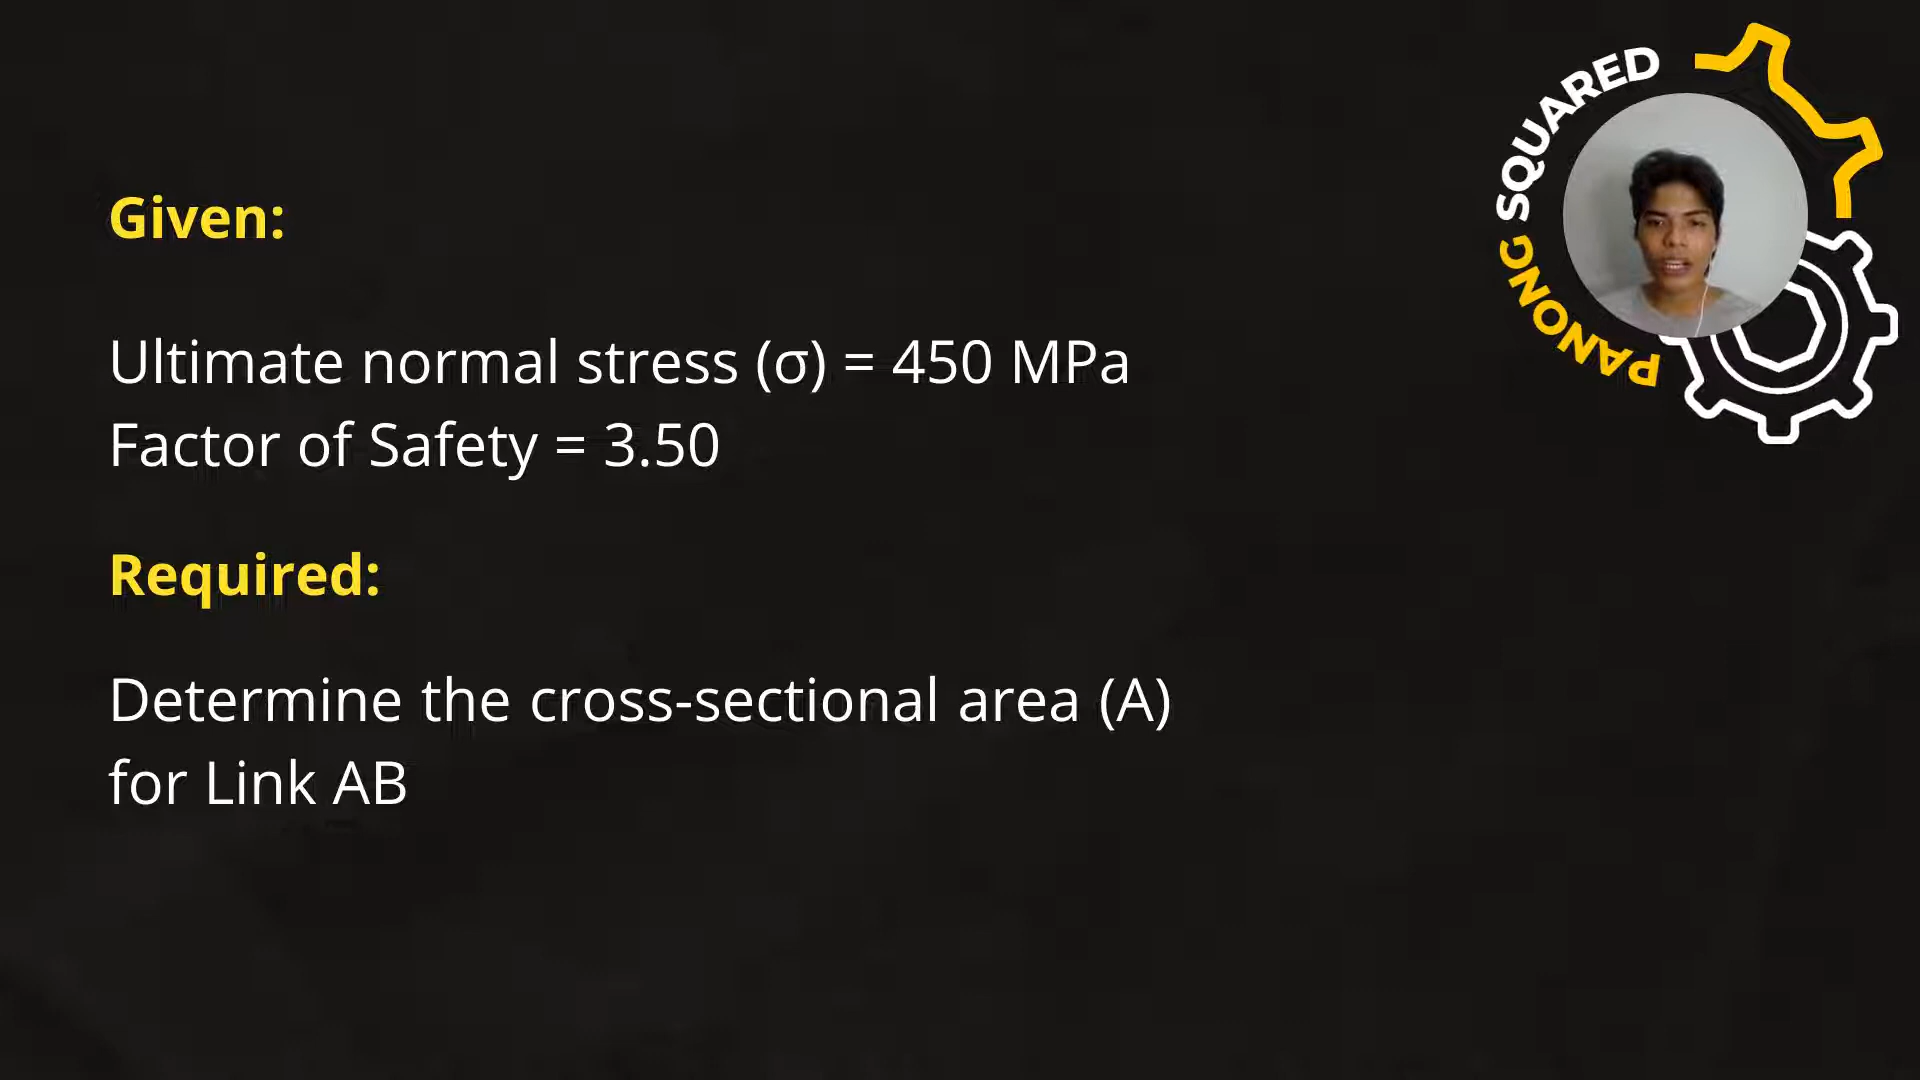 Given:
Ultimate normal stress (σ) = 450 MPa
Factor of Safety = 3.50
Required:
Determine the cross-sectional area (A)
for Link AB
PANONG SQUARED